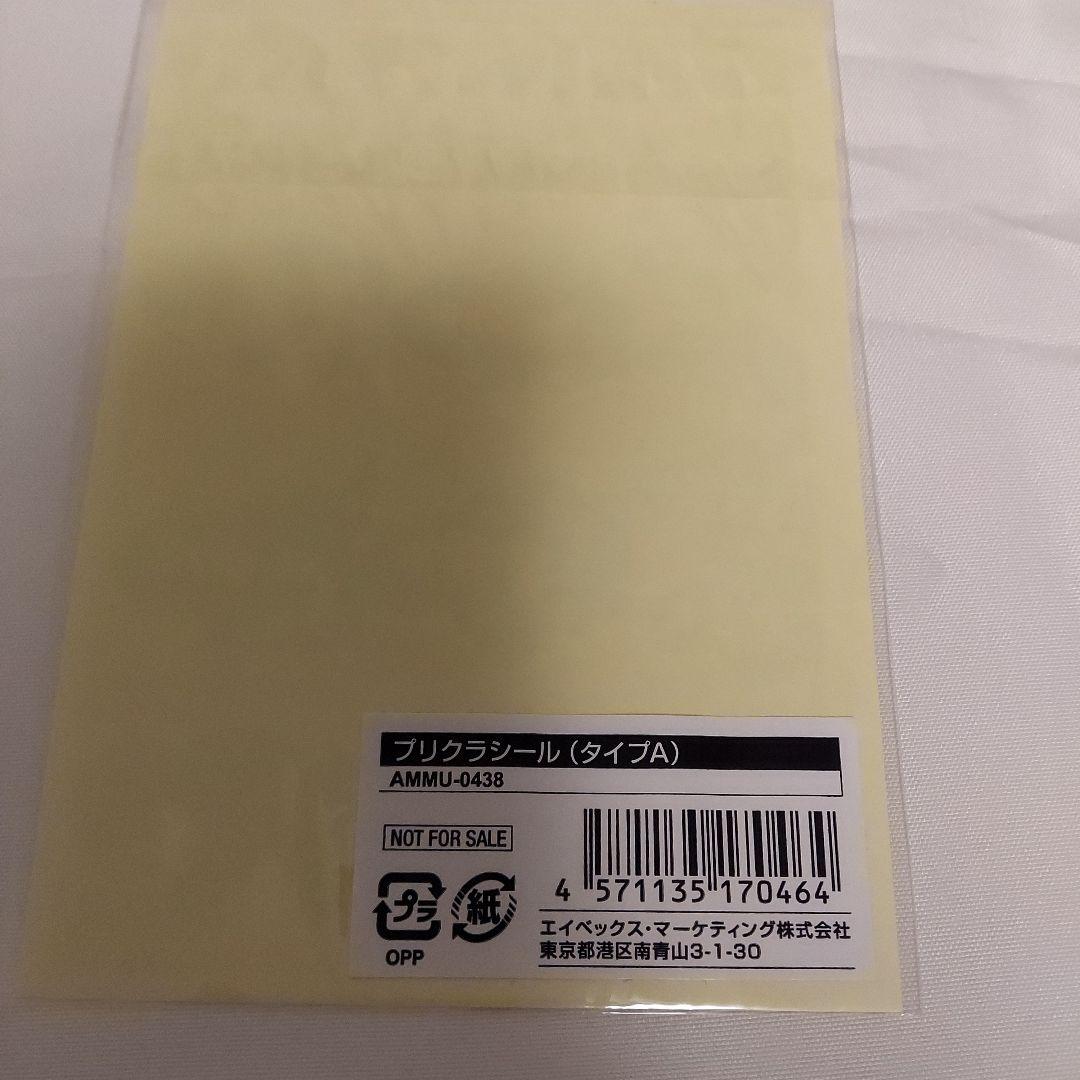 プリクラシール（タイプA）
AMMU-0438
NOT FOR SALE
プラ
紙
OPP
4 571135 170464
エイベックス・マーケティング株式会社
東京都港区南青山3-1-30